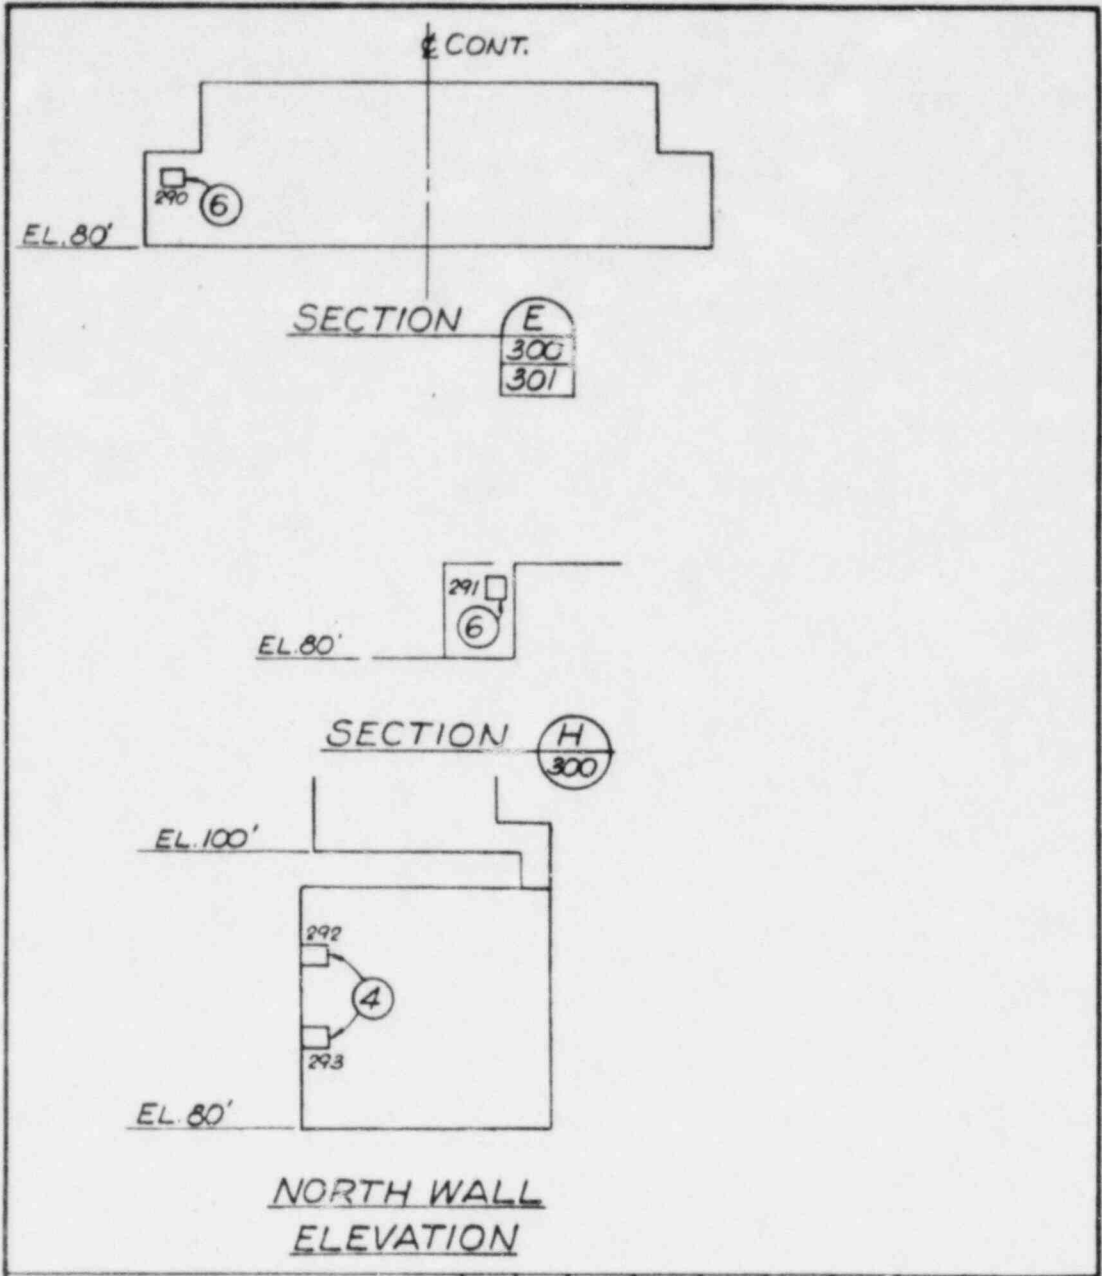 ℄ CONT.
290
6
EL. 80'
SECTION E
300
301
291
6
EL. 80'
SECTION H
300
EL. 100'
292
4
293
EL. 80'
NORTH WALL
ELEVATION